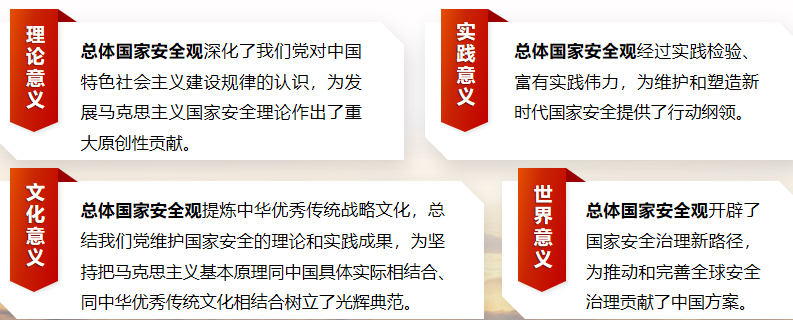 理论意义
总体国家安全观深化了我们党对中国
特色社会主义建设规律的认识，为发
展马克思主义国家安全理论作出了重
大原创性贡献。
实践意义
总体国家安全观经过实践检验、
富有实践伟力，为维护和塑造新
时代国家安全提供了行动纲领。
文化意义
总体国家安全观提炼中华优秀传统战略文化，总
结我们党维护国家安全的理论和实践成果，为坚
持把马克思主义基本原理同中国具体实际相结合、
同中华优秀传统文化相结合树立了光辉典范。
世界意义
总体国家安全观开辟了
国家安全治理新路径，
为推动和完善全球安全
治理贡献了中国方案。